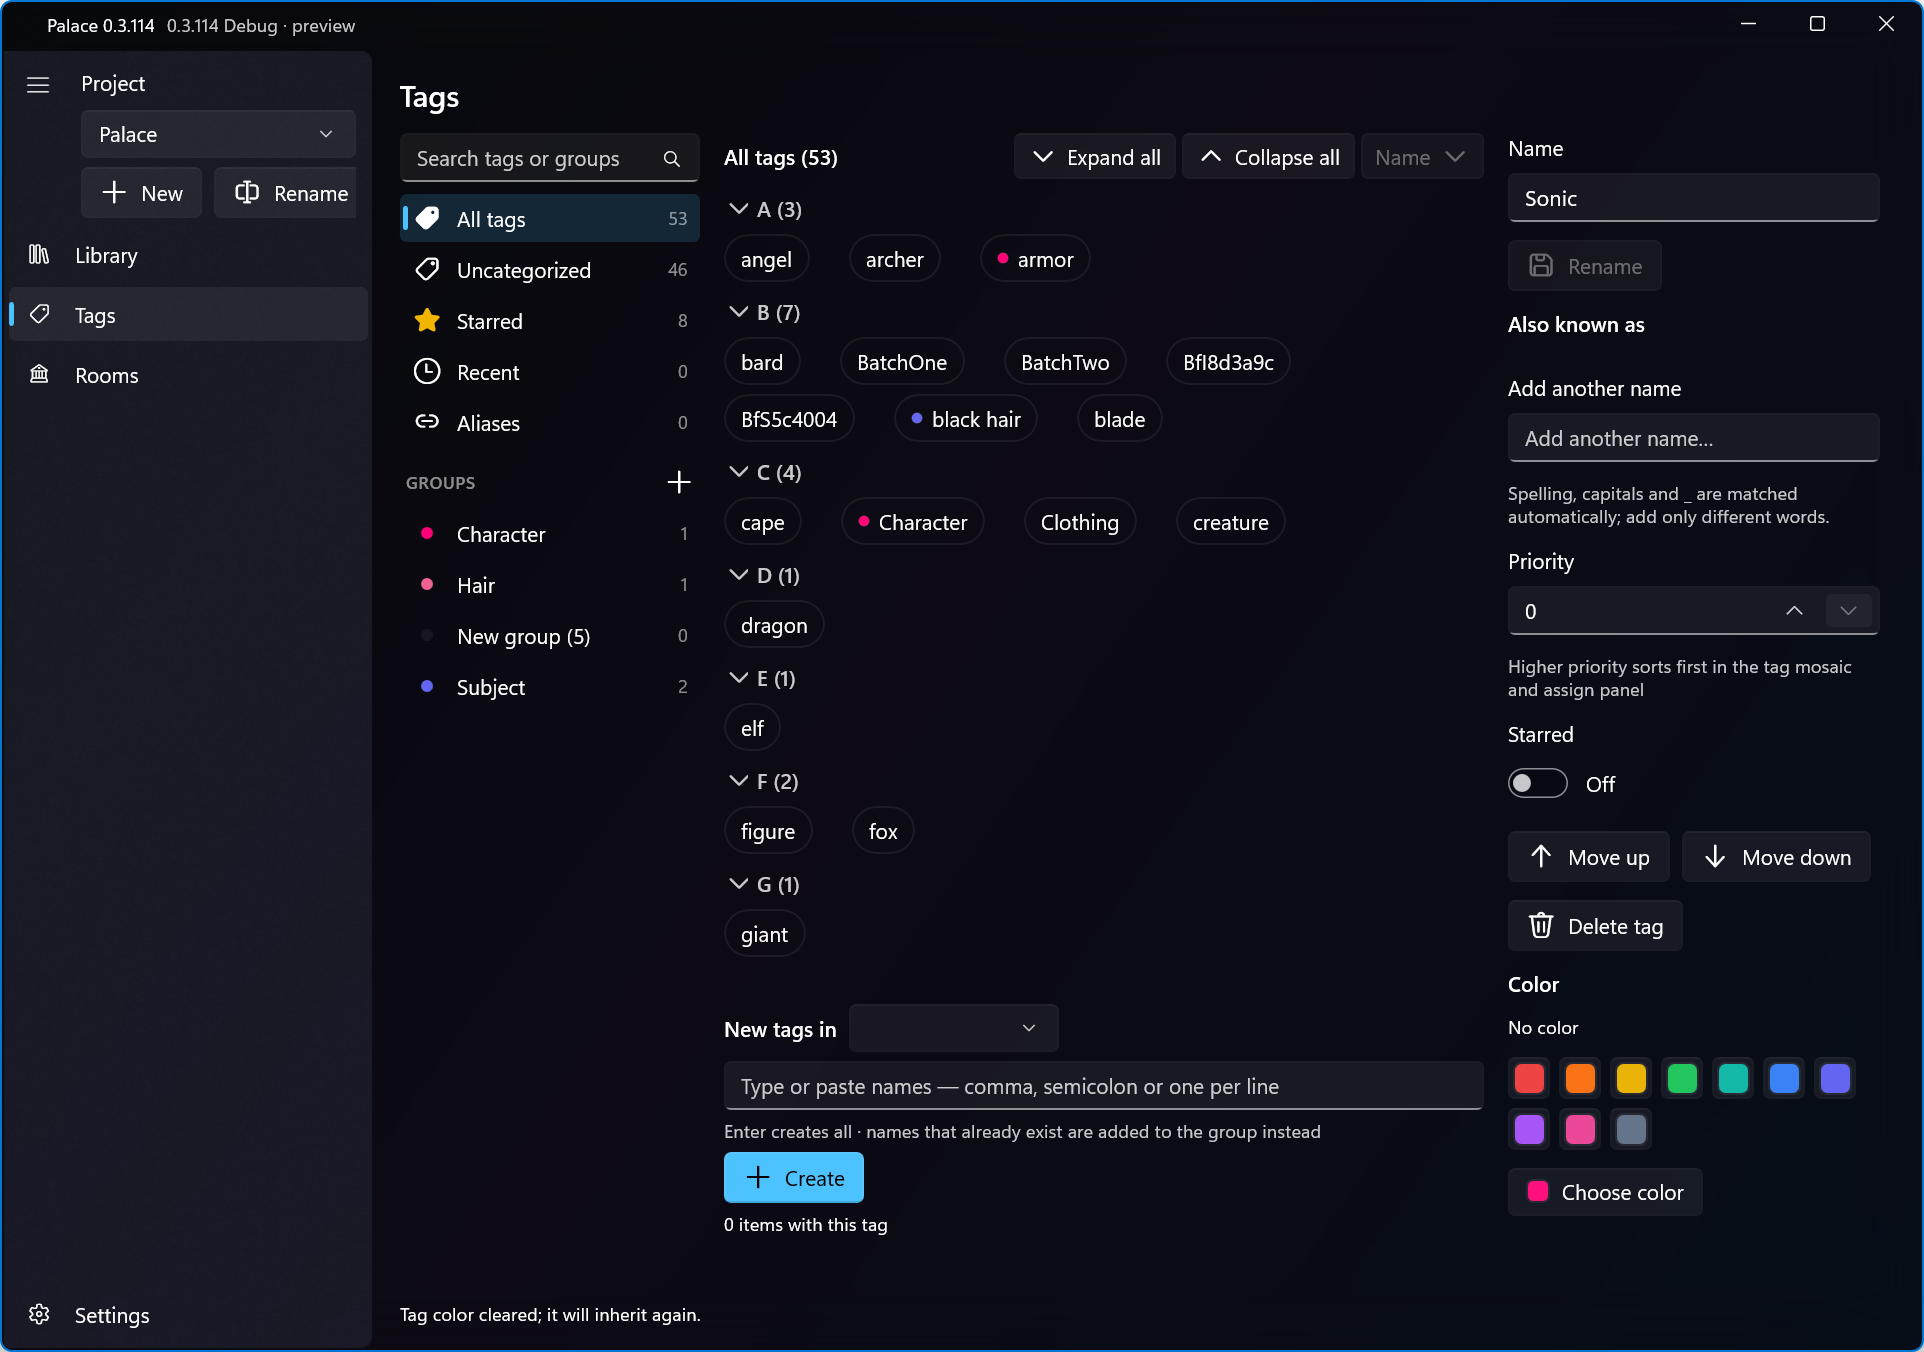 Palace 0.3.114 0.3.114 Debug · preview
Project
Palace
New
Rename
Library
Tags
Rooms
Settings
Tags
Search tags or groups
All tags 53
Uncategorized 46
Starred 8
Recent 0
Aliases 0
GROUPS
Character 1
Hair 1
New group (5) 0
Subject 2
All tags (53)
Expand all
Collapse all
Name
A (3)
angel archer armor
B (7)
bard BatchOne BatchTwo BfI8d3a9c
BfS5c4004 black hair blade
C (4)
cape Character Clothing creature
D (1)
dragon
E (1)
elf
F (2)
figure fox
G (1)
giant
New tags in
Type or paste names — comma, semicolon or one per line
Enter creates all · names that already exist are added to the group instead
Create
0 items with this tag
Tag color cleared; it will inherit again.
Name
Sonic
Rename
Also known as
Add another name
Add another name...
Spelling, capitals and _ are matched
automatically; add only different words.
Priority
0
Higher priority sorts first in the tag mosaic
and assign panel
Starred
Off
Move up
Move down
Delete tag
Color
No color
Choose color